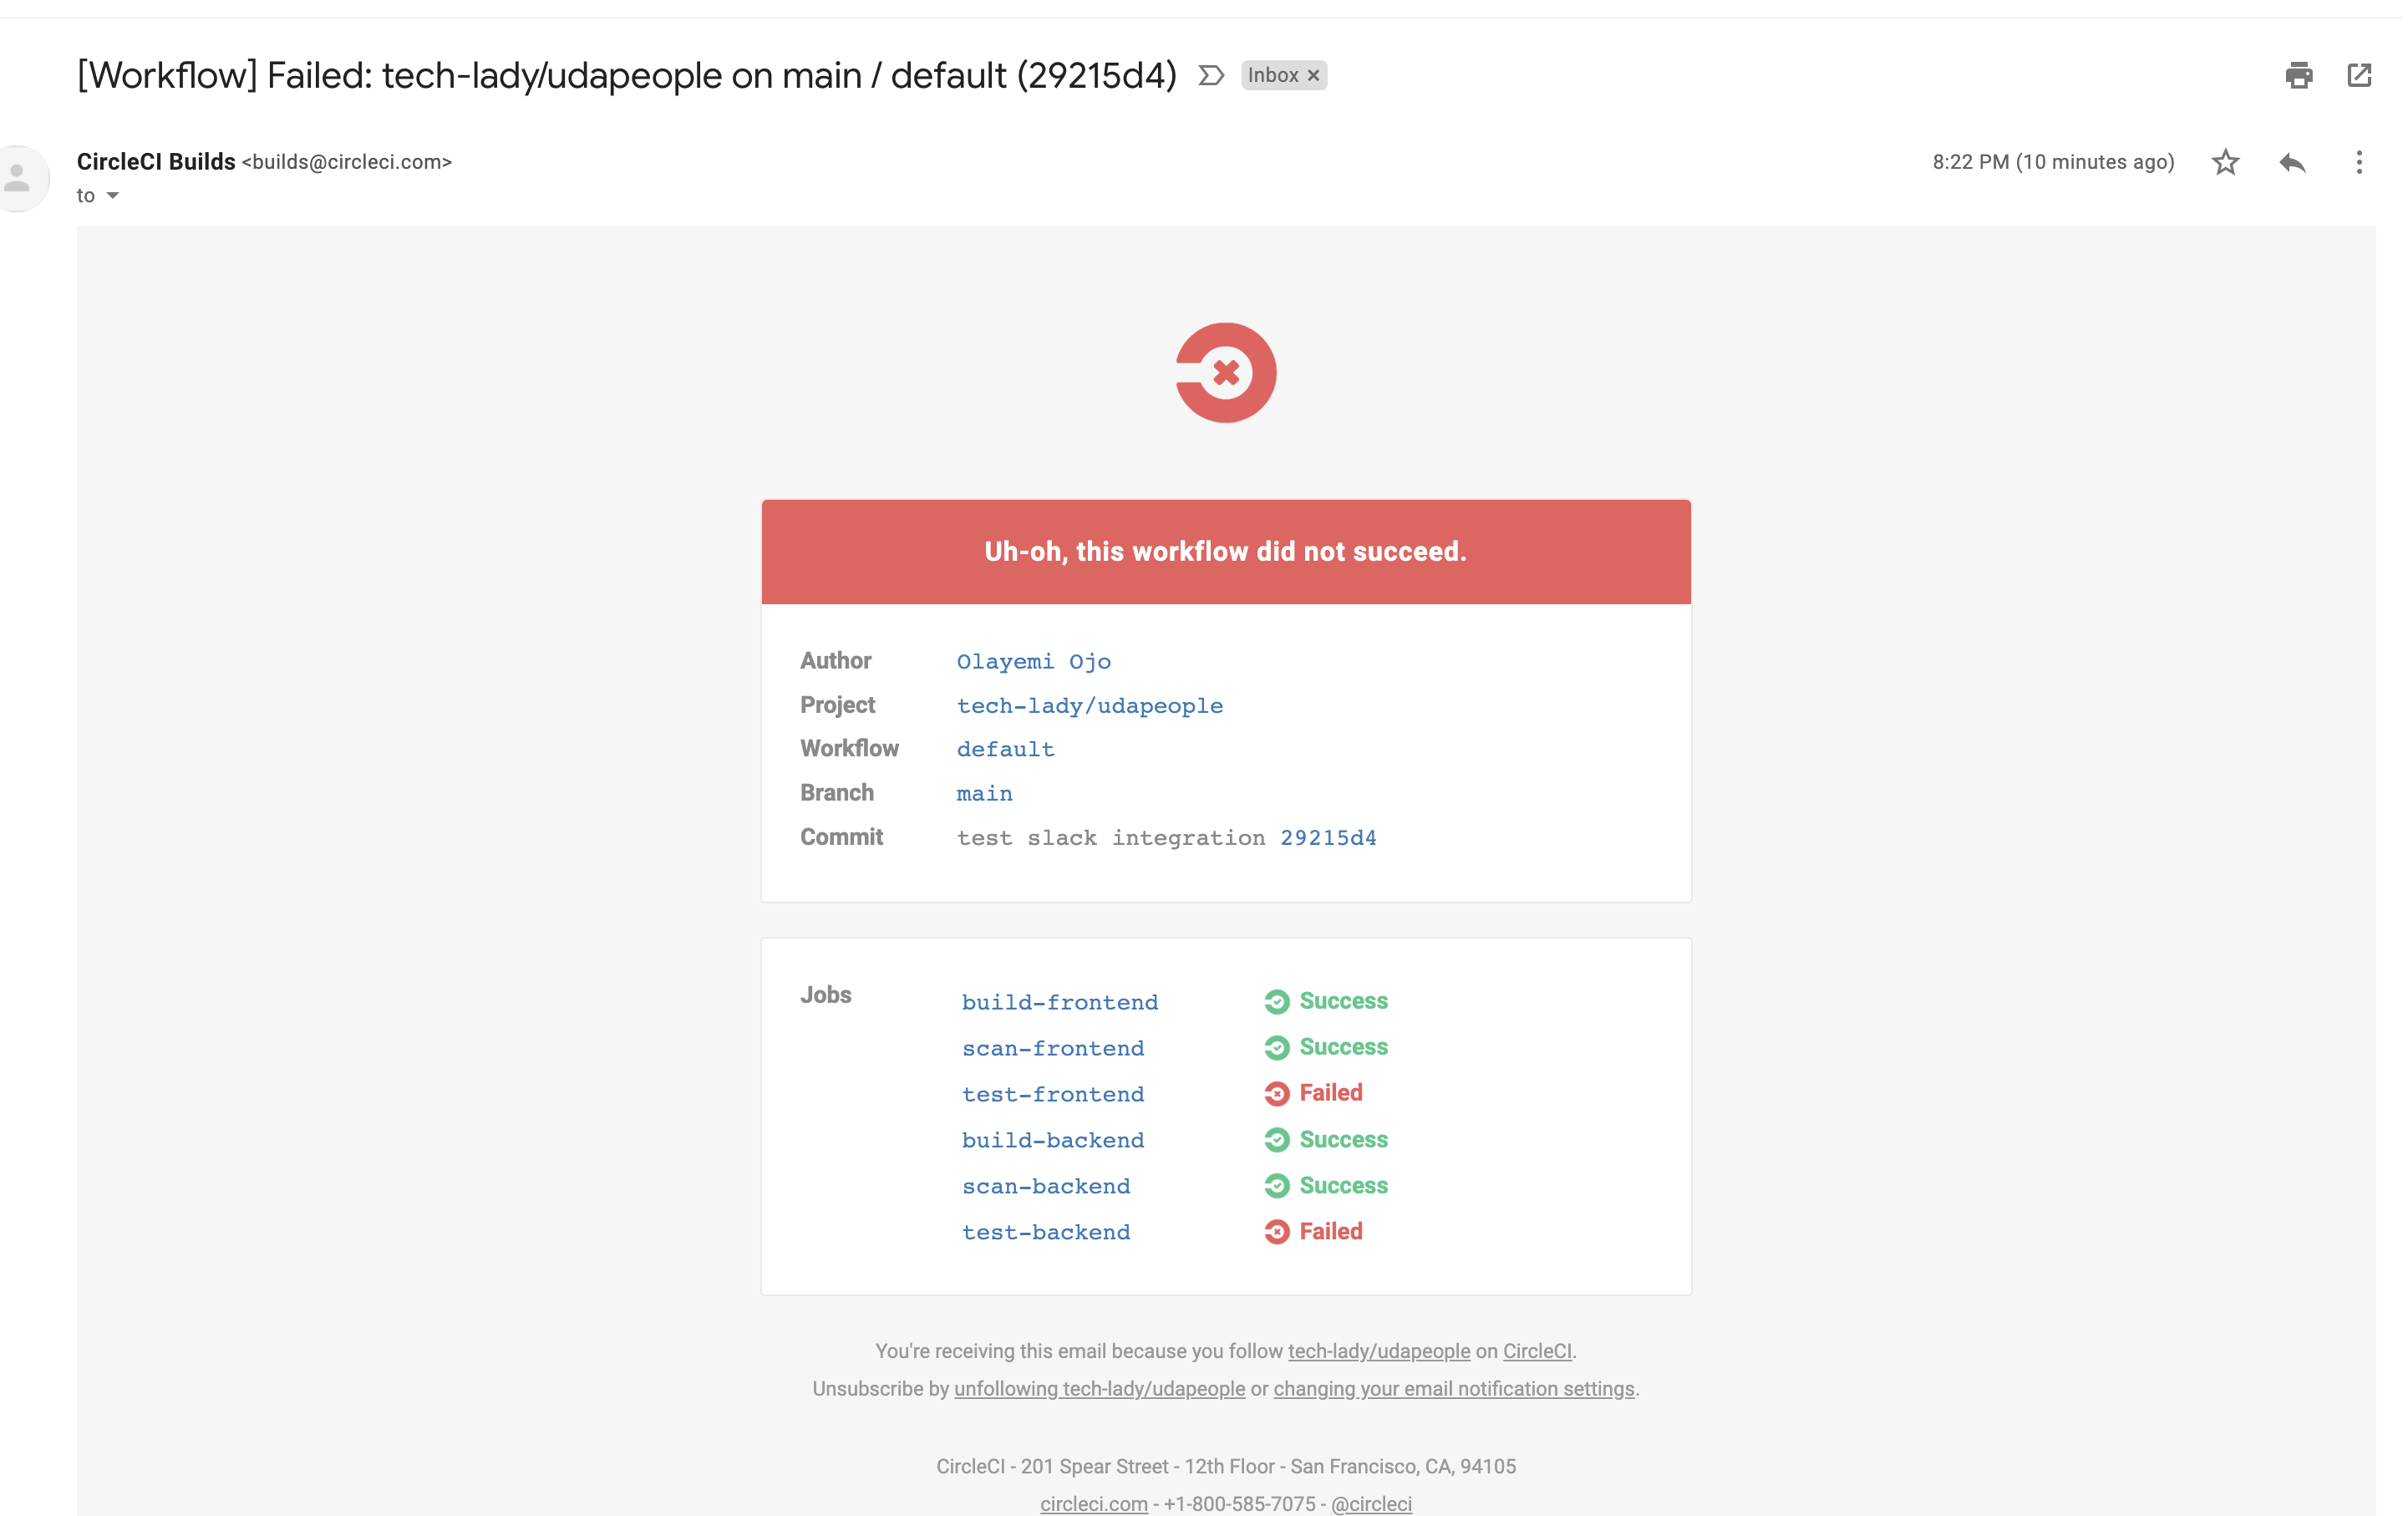 [Workflow] Failed: tech-lady/udapeople on main / default (29215d4) Inbox ×
CircleCI Builds <builds@circleci.com> 8:22 PM (10 minutes ago)
to
Uh-oh, this workflow did not succeed.
Author Olayemi Ojo
Project tech-lady/udapeople
Workflow default
Branch main
Commit test slack integration 29215d4
Jobs build-frontend Success
scan-frontend Success
test-frontend Failed
build-backend Success
scan-backend Success
test-backend Failed
You're receiving this email because you follow tech-lady/udapeople on CircleCI.
Unsubscribe by unfollowing tech-lady/udapeople or changing your email notification settings.
CircleCI - 201 Spear Street - 12th Floor - San Francisco, CA, 94105
circleci.com - +1-800-585-7075 - @circleci